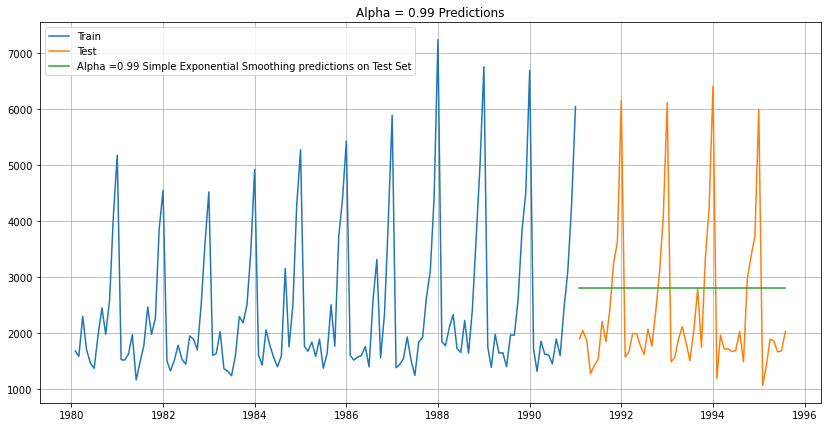 Alpha = 0.99 Predictions
Train
Test
Alpha =0.99 Simple Exponential Smoothing predictions on Test Set
7000
6000
5000
4000
3000
2000
1000
1980 1982 1984 1986 1988 1990 1992 1994 1996